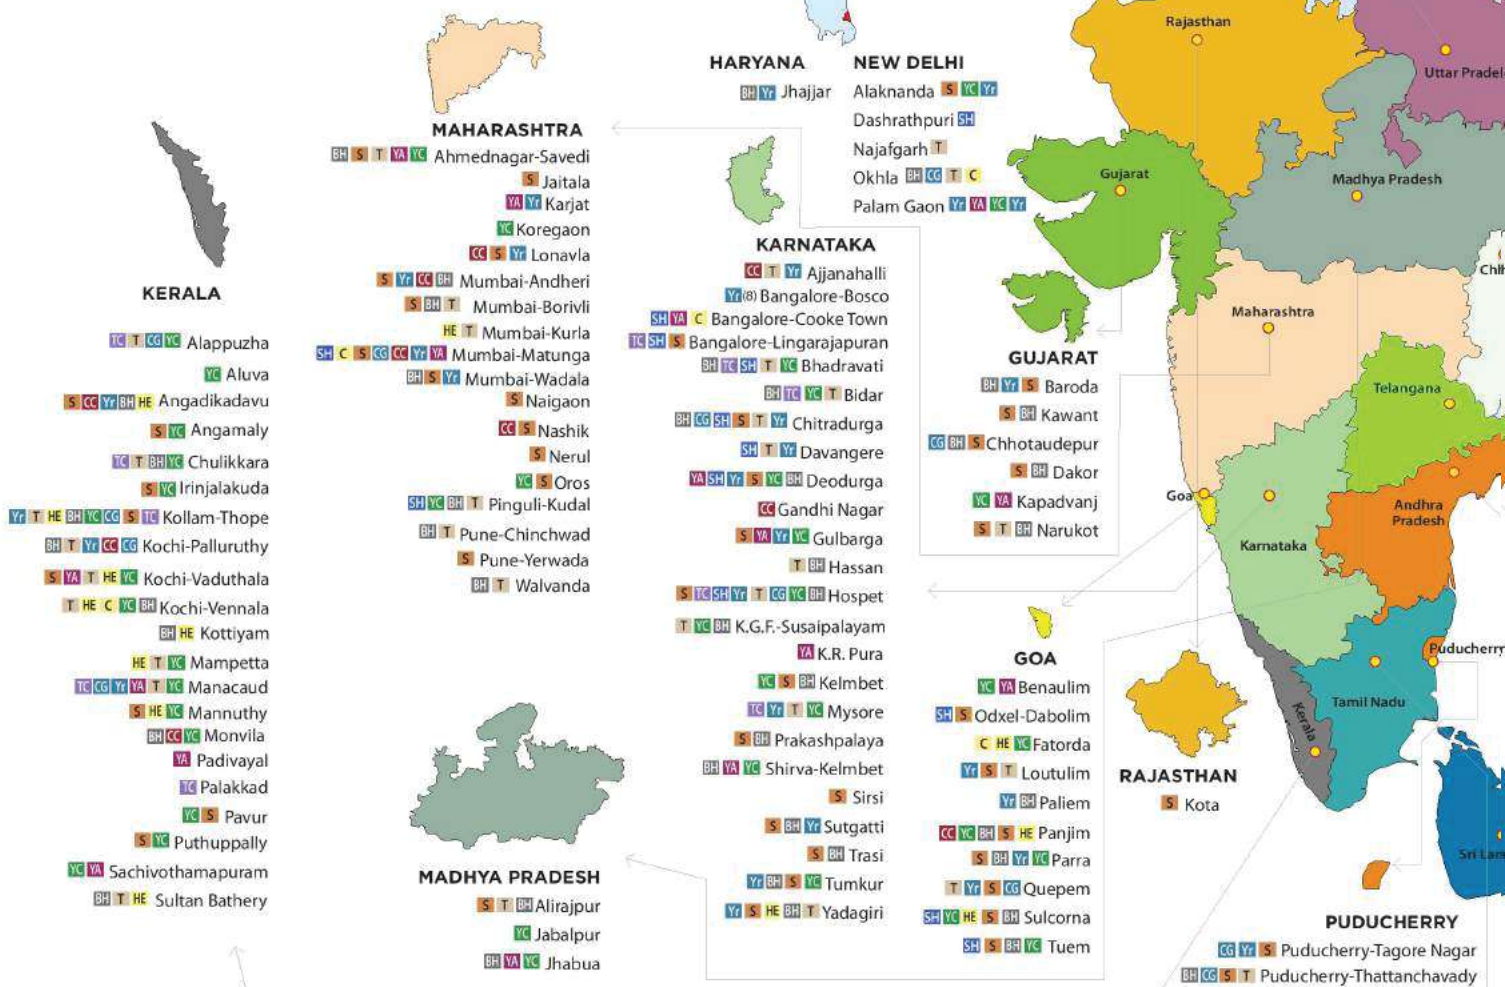 KERALA
TC T CG YC Alappuzha
YC Aluva
S CC Yr BH HE Angadikadavu
S YC Angamaly
TC T BH YC Chulikkara
S YC Irinjalakuda
Yr T HE BH YC CG S TC Kollam-Thope
BH T Yr CC CG Kochi-Palluruthy
S YA T HE YC Kochi-Vaduthala
T HE C YC BH Kochi-Vennala
BH HE Kottiyam
HE T YC Mampetta
TC CG Yr YA T YC Manacaud
S HE YC Mannuthy
BH CC YC Monvila
YA Padivayal
TC Palakkad
YC S Pavur
S YC Puthuppally
YC YA Sachivothamapuram
BH T HE Sultan Bathery
MAHARASHTRA
BH S T YA YC Ahmednagar-Savedi
S Jaitala
YA Yr Karjat
YC Koregaon
CC S Yr Lonavla
S Yr CC BH Mumbai-Andheri
S BH T Mumbai-Borivli
HE T Mumbai-Kurla
SH C S CG CC Yr YA Mumbai-Matunga
BH S Yr Mumbai-Wadala
S Naigaon
CC S Nashik
S Nerul
YC S Oros
SH YC BH T Pinguli-Kudal
BH T Pune-Chinchwad
S Pune-Yerwada
BH T Walvanda
MADHYA PRADESH
S T BH Alirajpur
YC Jabalpur
BH YA YC Jhabua
HARYANA
BH Yr Jhajjar
NEW DELHI
Alaknanda S YC Yr
Dashrathpuri SH
Najafgarh T
Okhla BH CG T C
Palam Gaon Yr YA YC Yr
KARNATAKA
CC T Yr Ajjanahalli
Yr (8) Bangalore-Bosco
SH YA C Bangalore-Cooke Town
TC SH S Bangalore-Lingarajapuran
BH TC SH T YC Bhadravati
BH TC YC T Bidar
BH CG SH S T Yr Chitradurga
SH T Yr Davangere
YA SH Yr S YC BH Deodurga
CC Gandhi Nagar
S YA Yr YC Gulbarga
T BH Hassan
S TC SH Yr T CG YC BH Hospet
T YC BH K.G.F.-Susaipalayam
YA K.R. Pura
YC S BH Kelmbet
TC Yr T YC Mysore
S BH Prakashpalaya
BH YA YC Shirva-Kelmbet
S Sirsi
S BH Yr Sutgatti
S BH Trasi
Yr BH S YC Tumkur
Yr S HE BH T Yadagiri
GUJARAT
BH Yr S Baroda
S BH Kawant
CG BH S Chhotaudepur
S BH Dakor
YC YA Kapadvanj
S T BH Narukot
GOA
YC YA Benaulim
SH S Odxel-Dabolim
C HE YC Fatorda
Yr S T Loutulim
Yr BH Paliem
CC YC BH S HE Panjim
S BH Yr YC Parra
T Yr S CG Quepem
SH YC HE S BH Sulcorna
SH S BH YC Tuem
RAJASTHAN
S Kota
PUDUCHERRY
CG Yr S Puducherry-Tagore Nagar
BH CG S T Puducherry-Thattanchavady
Rajasthan
Uttar Pradel
Gujarat
Madhya Pradesh
Chh
Maharashtra
Telangana
Goa
Andhra
Pradesh
Karnataka
Puducherry
Tamil Nadu
Kerala
Sri Lan